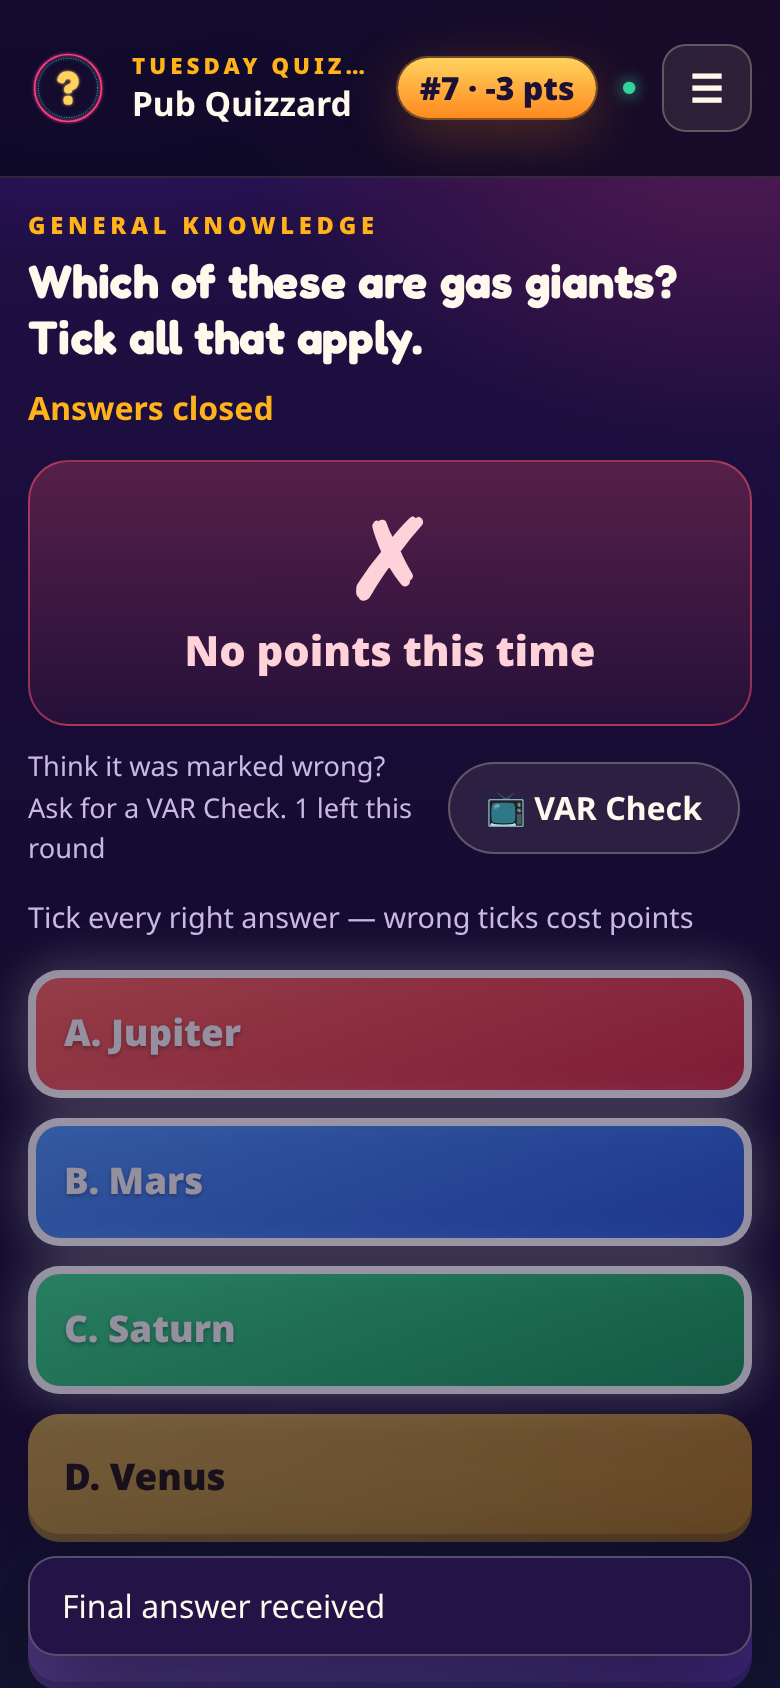 TUESDAY QUIZ…
Pub Quizzard
#7 · -3 pts
GENERAL KNOWLEDGE
Which of these are gas giants?
Tick all that apply.
Answers closed
No points this time
Think it was marked wrong?
Ask for a VAR Check. 1 left this
round
VAR Check
Tick every right answer — wrong ticks cost points
A. Jupiter
B. Mars
C. Saturn
D. Venus
Final answer received